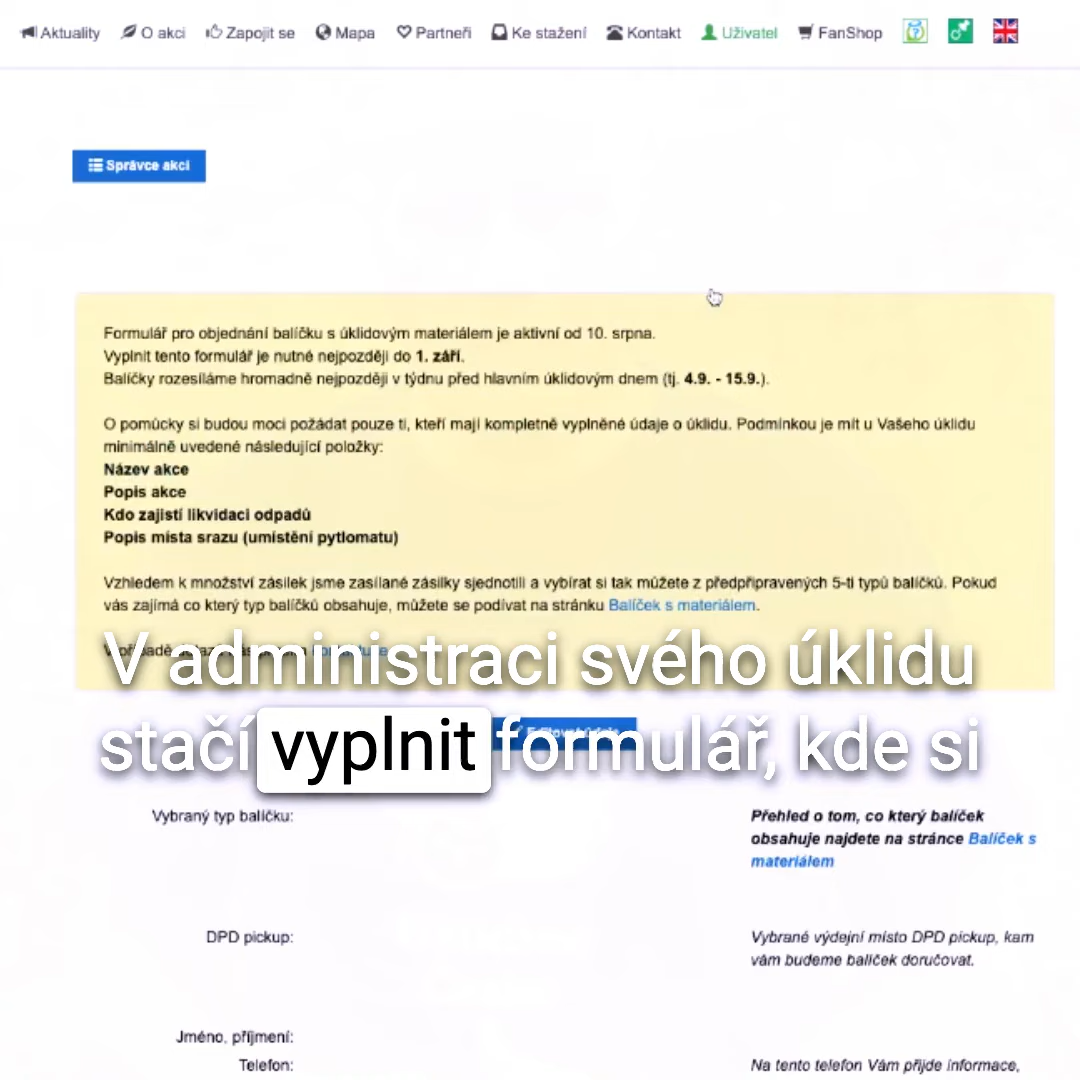 Aktuality O akci Zapojit se Mapa Partneři Ke stažení Kontakt Uživatel FanShop
Správce akcí
Formulář pro objednání balíčku s úklidovým materiálem je aktivní od 10. srpna.
Vyplnit tento formulář je nutné nejpozději do 1. září.
Balíčky rozesíláme hromadně nejpozději v týdnu před hlavním úklidovým dnem (tj. 4.9. - 15.9.).
O pomůcky si budou moci požádat pouze ti, kteří mají kompletně vyplněné údaje o úklidu. Podmínkou je mít u Vašeho úklidu
minimálně uvedené následující položky:
Název akce
Popis akce
Kdo zajistí likvidaci odpadů
Popis místa srazu (umístění pytlomatu)
Vzhledem k množství zásilek jsme zasílané zásilky sjednotili a vybírat si tak můžete z předpřipravených 5-ti typů balíčků. Pokud
vás zajímá co který typ balíčků obsahuje, můžete se podívat na stránku Balíček s materiálem.
V administraci svého úklidu
stačí vyplnit formulář, kde si
Vybraný typ balíčku:
Přehled o tom, co který balíček
obsahuje najdete na stránce Balíček s
materiálem
DPD pickup:
Vybrané výdejní místo DPD pickup, kam
vám budeme balíček doručovat.
Jméno, příjmení:
Telefon:
Na tento telefon Vám přijde informace,